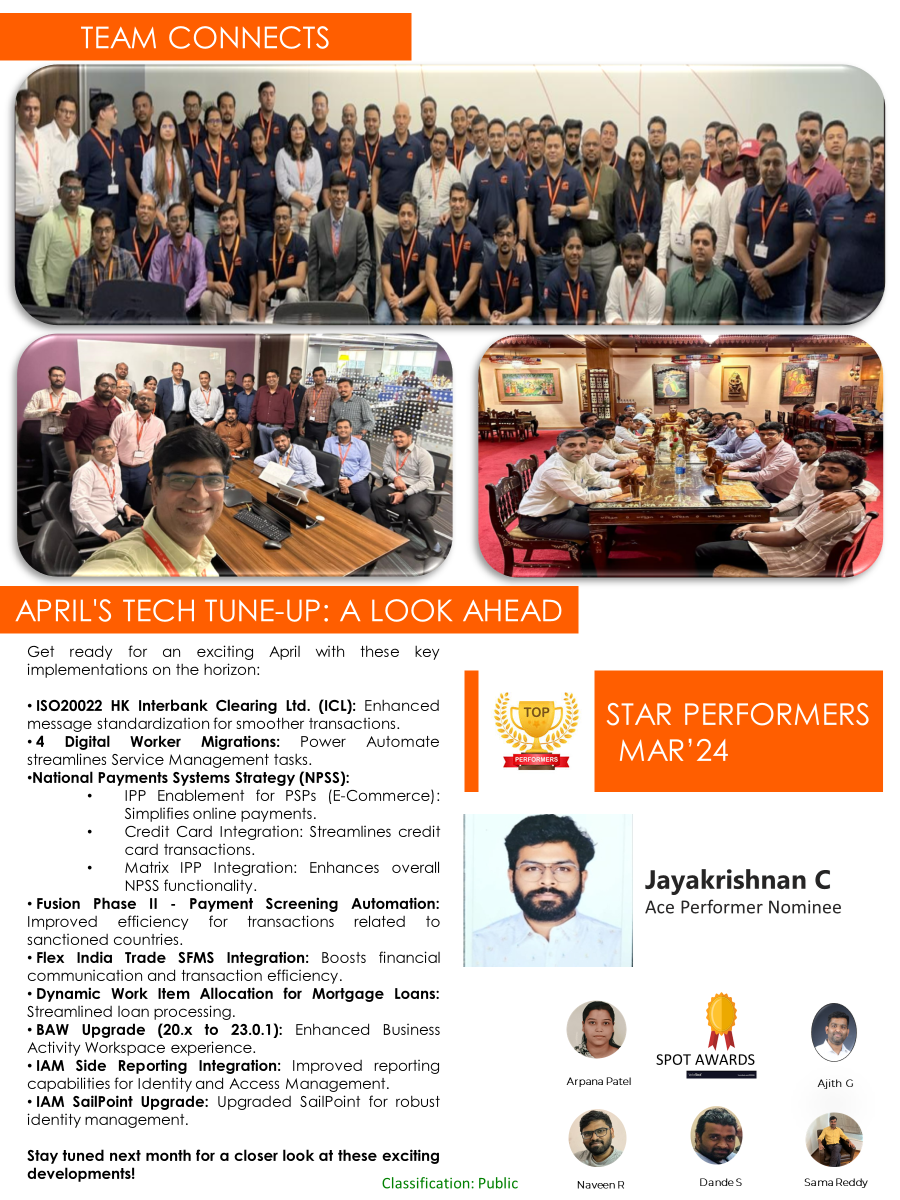 TEAM CONNECTS
APRIL'S TECH TUNE-UP: A LOOK AHEAD
Get ready for an exciting April with these key
implementations on the horizon:
• ISO20022 HK Interbank Clearing Ltd. (ICL): Enhanced
message standardization for smoother transactions.
• 4 Digital Worker Migrations: Power Automate
streamlines Service Management tasks.
•National Payments Systems Strategy (NPSS):
• IPP Enablement for PSPs (E-Commerce):
Simplifies online payments.
• Credit Card Integration: Streamlines credit
card transactions.
• Matrix IPP Integration: Enhances overall
NPSS functionality.
• Fusion Phase II - Payment Screening Automation:
Improved efficiency for transactions related to
sanctioned countries.
• Flex India Trade SFMS Integration: Boosts financial
communication and transaction efficiency.
• Dynamic Work Item Allocation for Mortgage Loans:
Streamlined loan processing.
• BAW Upgrade (20.x to 23.0.1): Enhanced Business
Activity Workspace experience.
• IAM Side Reporting Integration: Improved reporting
capabilities for Identity and Access Management.
• IAM SailPoint Upgrade: Upgraded SailPoint for robust
identity management.
Stay tuned next month for a closer look at these exciting
developments!
TOP
PERFORMERS
STAR PERFORMERS
MAR’24
Jayakrishnan C
Ace Performer Nominee
SPOT AWARDS
Arpana Patel
Ajith G
Naveen R
Dande S
Sama Reddy
Classification: Public